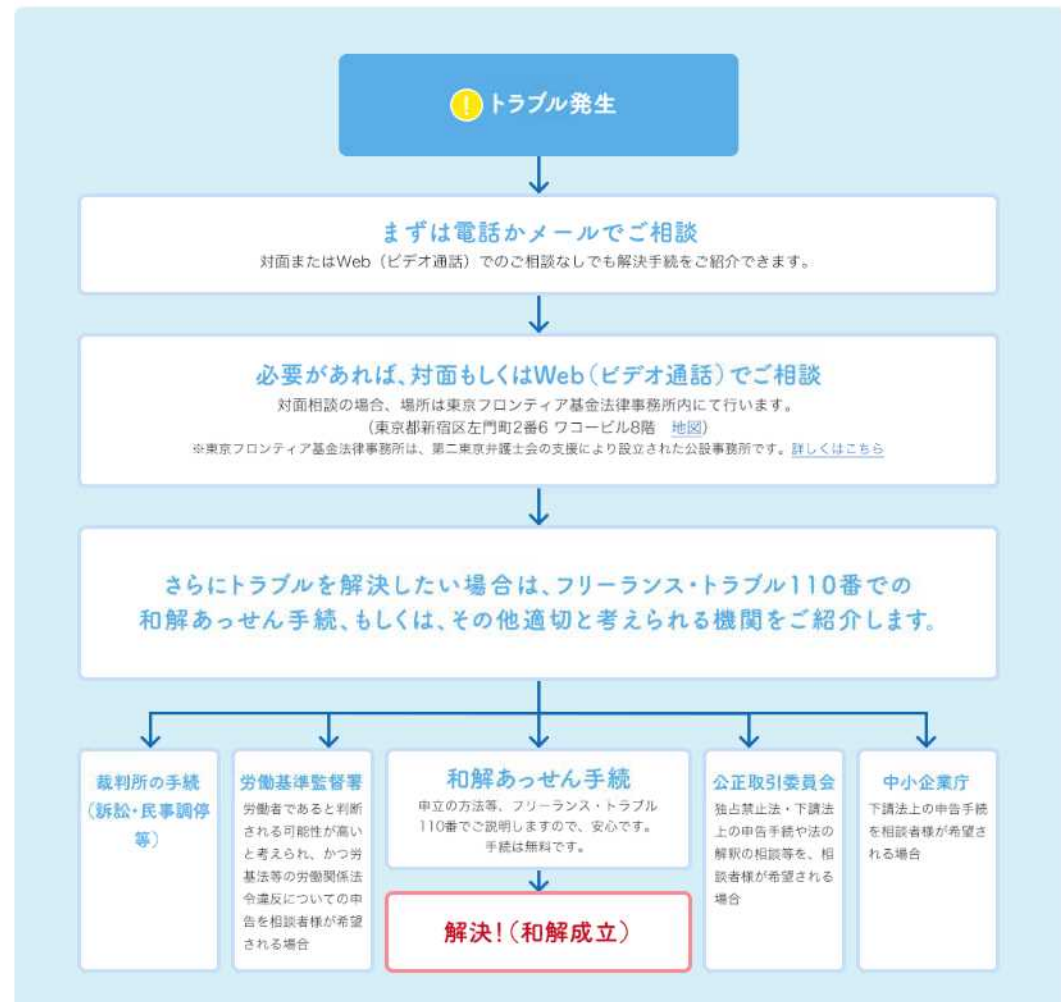 ! トラブル発生
まずは電話かメールでご相談
対面またはWeb（ビデオ通話）でのご相談なしでも解決手続をご紹介できます。
必要があれば、対面もしくはWeb（ビデオ通話）でご相談
対面相談の場合、場所は東京フロンティア基金法律事務所内にて行います。
（東京都新宿区左門町2番6 ワコービル8階　地図）
※東京フロンティア基金法律事務所は、第二東京弁護士会の支援により設立された公設事務所です。詳しくはこちら
さらにトラブルを解決したい場合は、フリーランス・トラブル110番での
和解あっせん手続、もしくは、その他適切と考えられる機関をご紹介します。
裁判所の手続
（訴訟・民事調停
等）
労働基準監督署
労働者であると判断
される可能性が高い
と考えられ、かつ労
基法等の労働関係法
令違反についての申
告を相談者様が希望
される場合
和解あっせん手続
申立の方法等、フリーランス・トラブル
110番でご説明しますので、安心です。
手続は無料です。
解決！（和解成立）
公正取引委員会
独占禁止法・下請法
上の申告手続や法の
解釈の相談等を、相
談者様が希望される
場合
中小企業庁
下請法上の申告手続
を相談者様が希望さ
れる場合